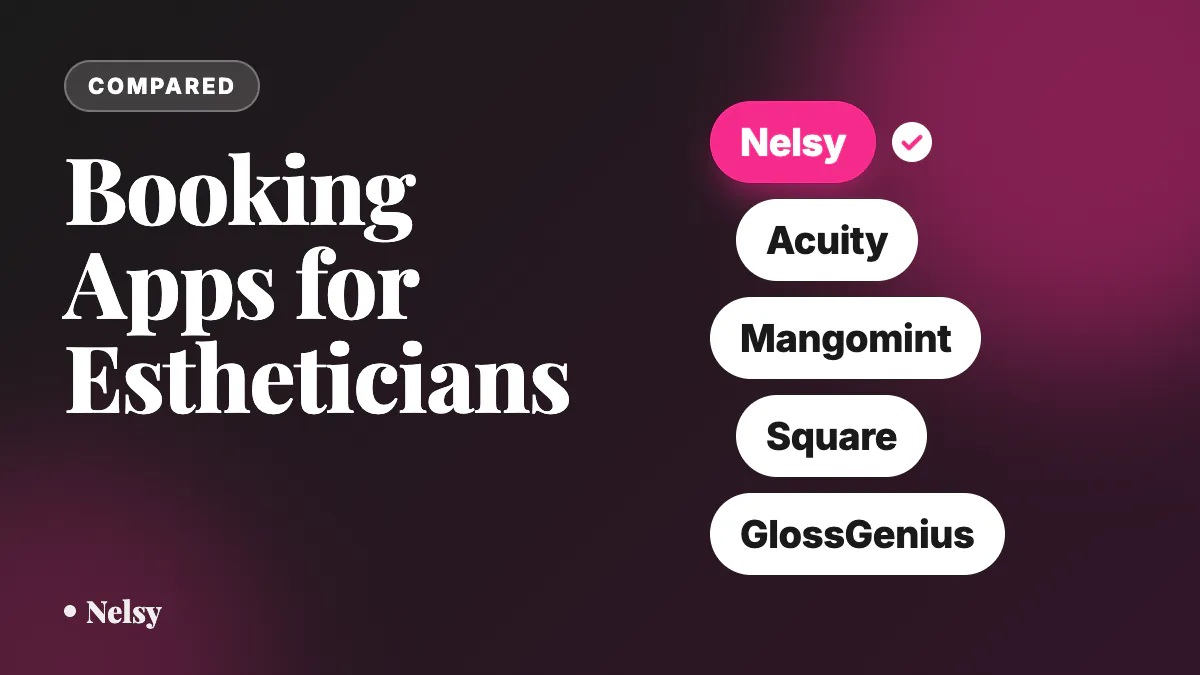 COMPARED
Booking
Apps for
Estheticians
Nelsy
Acuity
Mangomint
Square
GlossGenius
Nelsy